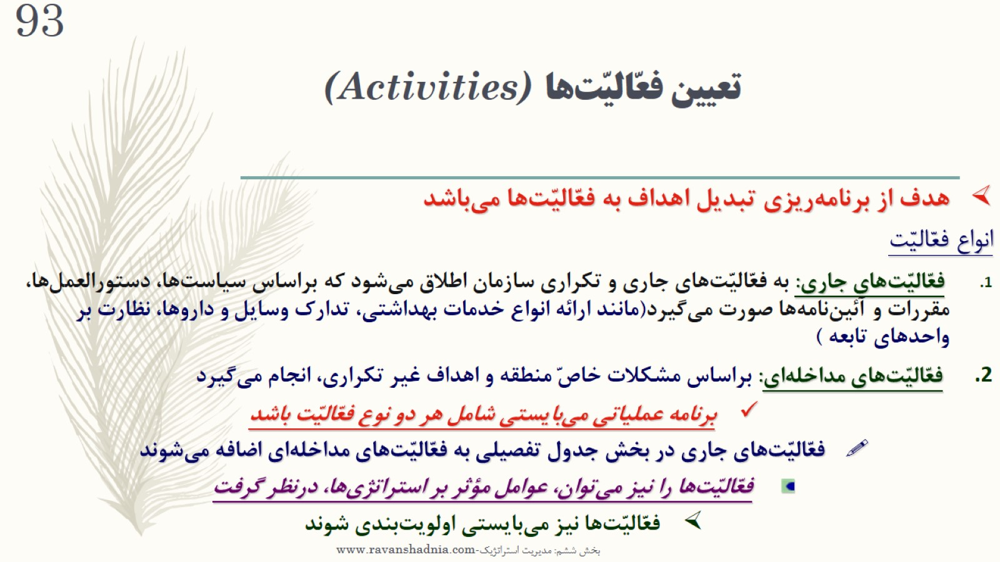 93
تعیین فعّالیّت‌ها (Activities)
هدف از برنامه‌ریزی تبدیل اهداف به فعّالیّت‌ها می‌باشد
انواع فعّالیّت
1. فعّالیّت‌های جاری: به فعّالیّت‌های جاری و تکراری سازمان اطلاق می‌شود که براساس سیاست‌ها، دستورالعمل‌ها،
مقررات و آئین‌نامه‌ها صورت می‌گیرد(مانند ارائه انواع خدمات بهداشتی، تدارک وسایل و داروها، نظارت بر
واحدهای تابعه )
2. فعّالیّت‌های مداخله‌ای: براساس مشکلات خاصّ منطقه و اهداف غیر تکراری، انجام می‌گیرد
برنامه عملیاتی می‌بایستی شامل هر دو نوع فعّالیّت باشد
فعّالیّت‌های جاری در بخش جدول تفصیلی به فعّالیّت‌های مداخله‌ای اضافه می‌شوند
فعّالیّت‌ها را نیز می‌توان، عوامل مؤثر بر استراتژی‌ها، درنظر گرفت
فعّالیّت‌ها نیز می‌بایستی اولویت‌بندی شوند
بخش ششم: مدیریت استراتژیک-www.ravanshadnia.com